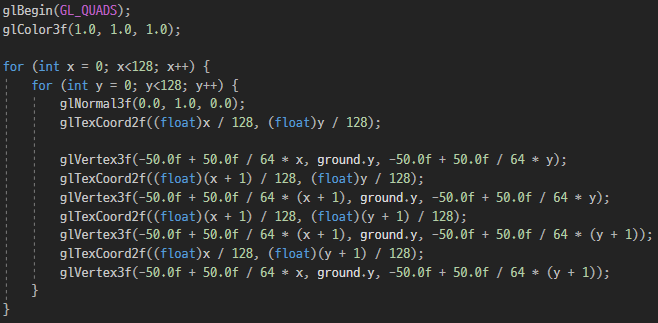 glBegin(GL_QUADS);
glColor3f(1.0, 1.0, 1.0);
for (int x = 0; x<128; x++) {
for (int y = 0; y<128; y++) {
glNormal3f(0.0, 1.0, 0.0);
glTexCoord2f((float)x / 128, (float)y / 128);
glVertex3f(-50.0f + 50.0f / 64 * x, ground.y, -50.0f + 50.0f / 64 * y);
glTexCoord2f((float)(x + 1) / 128, (float)y / 128);
glVertex3f(-50.0f + 50.0f / 64 * (x + 1), ground.y, -50.0f + 50.0f / 64 * y);
glTexCoord2f((float)(x + 1) / 128, (float)(y + 1) / 128);
glVertex3f(-50.0f + 50.0f / 64 * (x + 1), ground.y, -50.0f + 50.0f / 64 * (y + 1));
glTexCoord2f((float)x / 128, (float)(y + 1) / 128);
glVertex3f(-50.0f + 50.0f / 64 * x, ground.y, -50.0f + 50.0f / 64 * (y + 1));
}
}